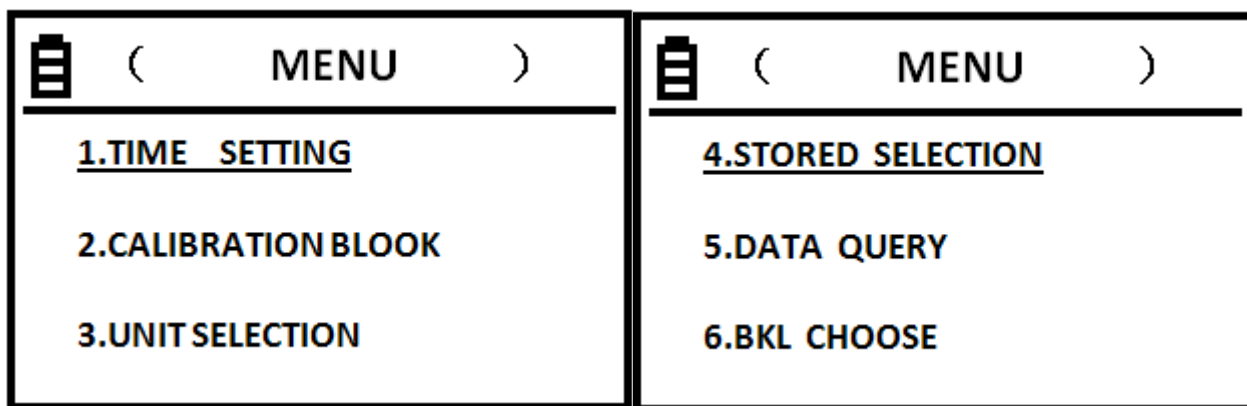 ( MENU )
1.TIME SETTING
2.CALIBRATION BLOOK
3.UNIT SELECTION
( MENU )
4.STORED SELECTION
5.DATA QUERY
6.BKL CHOOSE